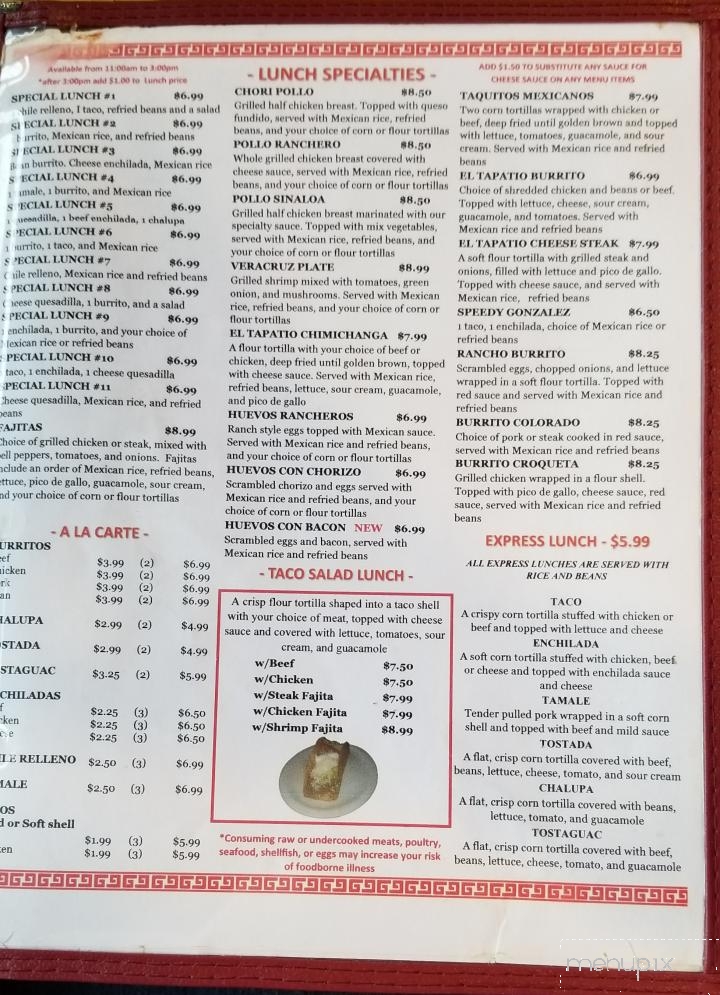 Available from 11:00am to 3:00pm
*after 3:00pm add $1.00 to Lunch price
SPECIAL LUNCH #1 $6.99
hile relleno, 1 taco, refried beans and a salad
SPECIAL LUNCH #2 $6.99
burrito, Mexican rice, and refried beans
SPECIAL LUNCH #3 $6.99
burrito. Cheese enchilada, Mexican rice
SPECIAL LUNCH #4 $6.99
tamale, 1 burrito, and Mexican rice
SPECIAL LUNCH #5 $6.99
quesadilla, 1 beef enchilada, 1 chalupa
SPECIAL LUNCH #6 $6.99
burrito, 1 taco, and Mexican rice
SPECIAL LUNCH #7 $6.99
Chile relleno, Mexican rice and refried beans
SPECIAL LUNCH #8 $6.99
Cheese quesadilla, 1 burrito, and a salad
SPECIAL LUNCH #9 $6.99
1 enchilada, 1 burrito, and your choice of
Mexican rice or refried beans
SPECIAL LUNCH #10 $6.99
taco, 1 enchilada, 1 cheese quesadilla
SPECIAL LUNCH #11 $6.99
Cheese quesadilla, Mexican rice, and refried
beans
FAJITAS $8.99
Choice of grilled chicken or steak, mixed with
ell peppers, tomatoes, and onions. Fajitas
nclude an order of Mexican rice, refried beans,
ettuce, pico de gallo, guacamole, sour cream,
nd your choice of corn or flour tortillas
- A LA CARTE -
URRITOS
eef $3.99 (2) $6.99
hicken $3.99 (2) $6.99
rk $3.99 (2) $6.99
an $3.99 (2) $6.99
HALUPA $2.99 (2) $4.99
OSTADA $2.99 (2) $4.99
STAGUAC $3.25 (2) $5.99
CHILADAS
f $2.25 (3) $6.50
cken $2.25 (3) $6.50
$2.25 (3) $6.50
LE RELLENO $2.50 (3) $6.99
MALE $2.50 (3) $6.99
OS
d or Soft shell
$1.99 (3) $5.99
ken $1.99 (3) $5.99
- LUNCH SPECIALTIES -
CHORI POLLO $8.50
Grilled half chicken breast. Topped with queso
fundido, served with Mexican rice, refried
beans, and your choice of corn or flour tortillas
POLLO RANCHERO $8.50
Whole grilled chicken breast covered with
cheese sauce, served with Mexican rice, refried
beans, and your choice of corn or flour tortillas
POLLO SINALOA $8.50
Grilled half chicken breast marinated with our
specialty sauce. Topped with mix vegetables,
served with Mexican rice, refried beans, and
your choice of corn or flour tortillas
VERACRUZ PLATE $8.99
Grilled shrimp mixed with tomatoes, green
onion, and mushrooms. Served with Mexican
rice, refried beans, and your choice of corn or
flour tortillas
EL TAPATIO CHIMICHANGA $7.99
A flour tortilla with your choice of beef or
chicken, deep fried until golden brown, topped
with cheese sauce. Served with Mexican rice,
refried beans, lettuce, sour cream, guacamole,
and pico de gallo
HUEVOS RANCHEROS $6.99
Ranch style eggs topped with Mexican sauce.
Served with Mexican rice and refried beans,
and your choice of corn or flour tortillas
HUEVOS CON CHORIZO $6.99
Scrambled chorizo and eggs served with
Mexican rice and refried beans, and your
choice of corn or flour tortillas
HUEVOS CON BACON NEW $6.99
Scrambled eggs and bacon, served with
Mexican rice and refried beans
- TACO SALAD LUNCH -
A crisp flour tortilla shaped into a taco shell
with your choice of meat, topped with cheese
sauce and covered with lettuce, tomatoes, sour
cream, and guacamole
w/Beef $7.50
w/Chicken $7.50
w/Steak Fajita $7.99
w/Chicken Fajita $7.99
w/Shrimp Fajita $8.99
*Consuming raw or undercooked meats, poultry,
seafood, shellfish, or eggs may increase your risk
of foodborne illness
ADD $1.50 TO SUBSTITUTE ANY SAUCE FOR
CHEESE SAUCE ON ANY MENU ITEMS
TAQUITOS MEXICANOS $7.99
Two corn tortillas wrapped with chicken or
beef, deep fried until golden brown and topped
with lettuce, tomatoes, guacamole, and sour
cream. Served with Mexican rice and refried
beans
EL TAPATIO BURRITO $6.99
Choice of shredded chicken and beans or beef.
Topped with lettuce, cheese, sour cream,
guacamole, and tomatoes. Served with
Mexican rice and refried beans
EL TAPATIO CHEESE STEAK $7.99
A soft flour tortilla with grilled steak and
onions, filled with lettuce and pico de gallo.
Topped with cheese sauce, and served with
Mexican rice, refried beans
SPEEDY GONZALEZ $6.50
1 taco, 1 enchilada, choice of Mexican rice or
refried beans
RANCHO BURRITO $8.25
Scrambled eggs, chopped onions, and lettuce
wrapped in a soft flour tortilla. Topped with
red sauce and served with Mexican rice and
refried beans
BURRITO COLORADO $8.25
Choice of pork or steak cooked in red sauce,
served with Mexican rice and refried beans
BURRITO CROQUETA $8.25
Grilled chicken wrapped in a flour shell.
Topped with pico de gallo, cheese sauce, red
sauce, and served with Mexican rice and refried
beans
EXPRESS LUNCH - $5.99
ALL EXPRESS LUNCHES ARE SERVED WITH
RICE AND BEANS
TACO
A crispy corn tortilla stuffed with chicken or
beef and topped with lettuce and cheese
ENCHILADA
A soft corn tortilla stuffed with chicken, beef
or cheese and topped with enchilada sauce
and cheese
TAMALE
Tender pulled pork wrapped in a soft corn
shell and topped with beef and mild sauce
TOSTADA
A flat, crisp corn tortilla covered with beef,
beans, lettuce, cheese, tomato, and sour cream
CHALUPA
A flat, crisp corn tortilla covered with beans,
lettuce, tomato, and guacamole
TOSTAGUAC
A flat, crisp corn tortilla covered with beef,
beans, lettuce, cheese, tomato, and guacamole
menupix